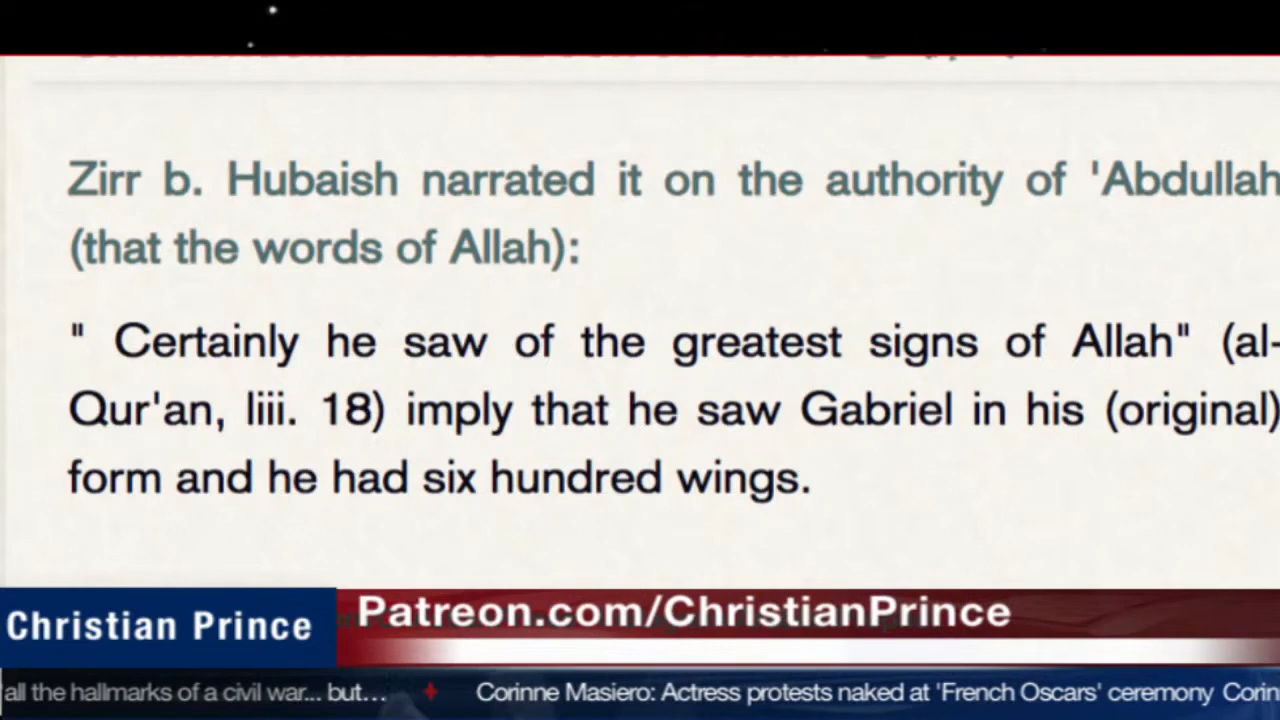 Zirr b. Hubaish narrated it on the authority of 'Abdullah
(that the words of Allah):
" Certainly he saw of the greatest signs of Allah" (al-
Qur'an, liii. 18) imply that he saw Gabriel in his (original)
form and he had six hundred wings.
Christian Prince
Patreon.com/ChristianPrince
all the hallmarks of a civil war... but... Corinne Masiero: Actress protests naked at 'French Oscars' ceremony Corin